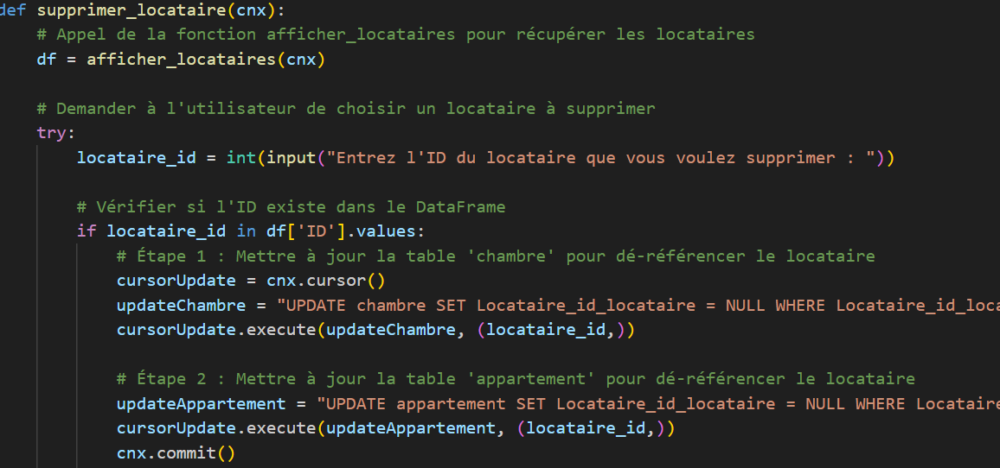 def supprimer_locataire(cnx):
# Appel de la fonction afficher_locataires pour récupérer les locataires
df = afficher_locataires(cnx)
# Demander à l'utilisateur de choisir un locataire à supprimer
try:
locataire_id = int(input("Entrez l'ID du locataire que vous voulez supprimer : "))
# Vérifier si l'ID existe dans le DataFrame
if locataire_id in df['ID'].values:
# Étape 1 : Mettre à jour la table 'chambre' pour dé-référencer le locataire
cursorUpdate = cnx.cursor()
updateChambre = "UPDATE chambre SET Locataire_id_locataire = NULL WHERE Locataire_id_loca
cursorUpdate.execute(updateChambre, (locataire_id,))
# Étape 2 : Mettre à jour la table 'appartement' pour dé-référencer le locataire
updateAppartement = "UPDATE appartement SET Locataire_id_locataire = NULL WHERE Locataire
cursorUpdate.execute(updateAppartement, (locataire_id,))
cnx.commit()